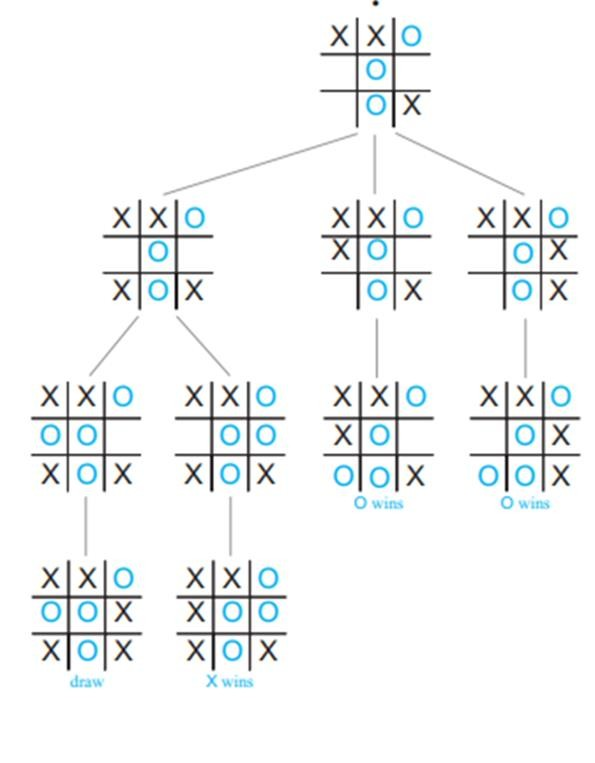 X X O
O
O X
X X O
O
X O X
X X O
X O
O X
X X O
O X
O X
X X O
O O
X O X
X X O
O O
X O X
X X O
X O
O O X
O wins
X X O
O X
O O X
O wins
X X O
O O X
X O X
draw
X X O
X O O
X O X
X wins